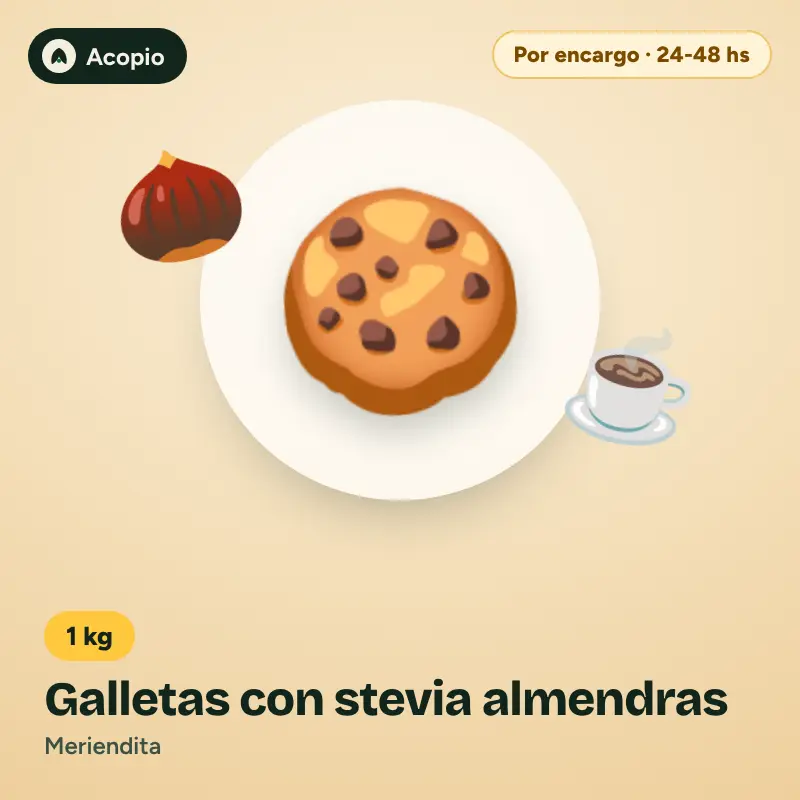 Acopio
Por encargo · 24-48 hs
1 kg
Galletas con stevia almendras
Meriendita